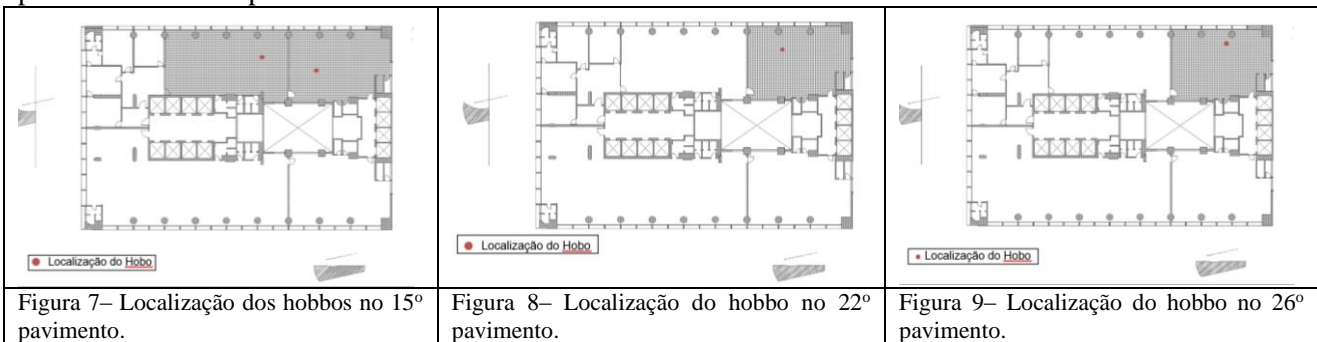 Localização do Hobo
Localização do Hobo
Localização do Hobo
Figura 7– Localização dos hobbos no 15º pavimento.
Figura 8– Localização do hobbo no 22º pavimento.
Figura 9– Localização do hobbo no 26º pavimento.